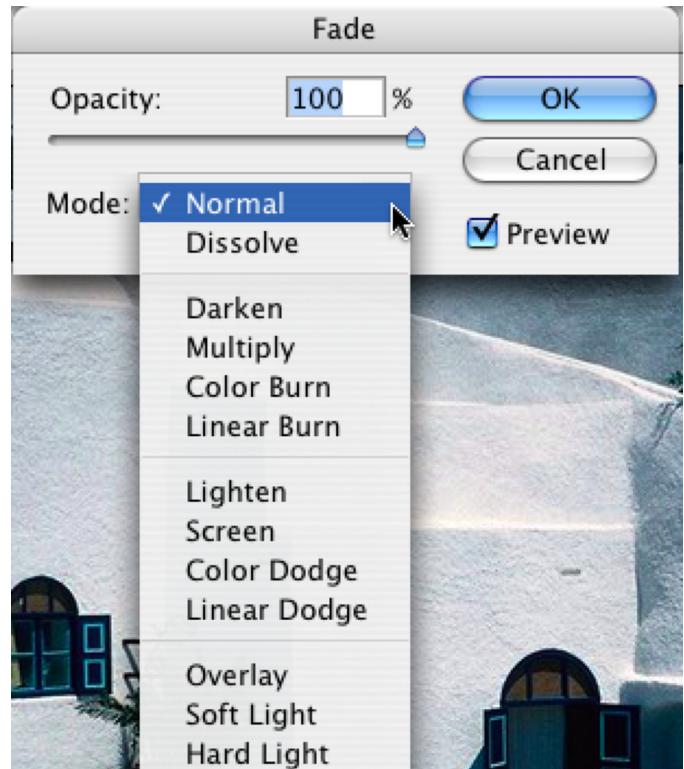 Fade
Opacity: 100 % OK
Cancel
Mode: ✓ Normal
Preview
Dissolve
Darken
Multiply
Color Burn
Linear Burn
Lighten
Screen
Color Dodge
Linear Dodge
Overlay
Soft Light
Hard Light